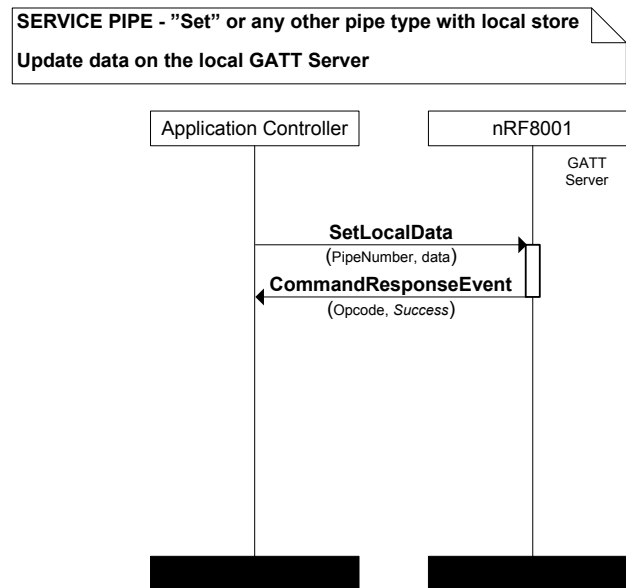 SERVICE PIPE - ”Set” or any other pipe type with local store
Update data on the local GATT Server
Application Controller
nRF8001
GATT
Server
SetLocalData
(PipeNumber, data)
CommandResponseEvent
(Opcode, Success)